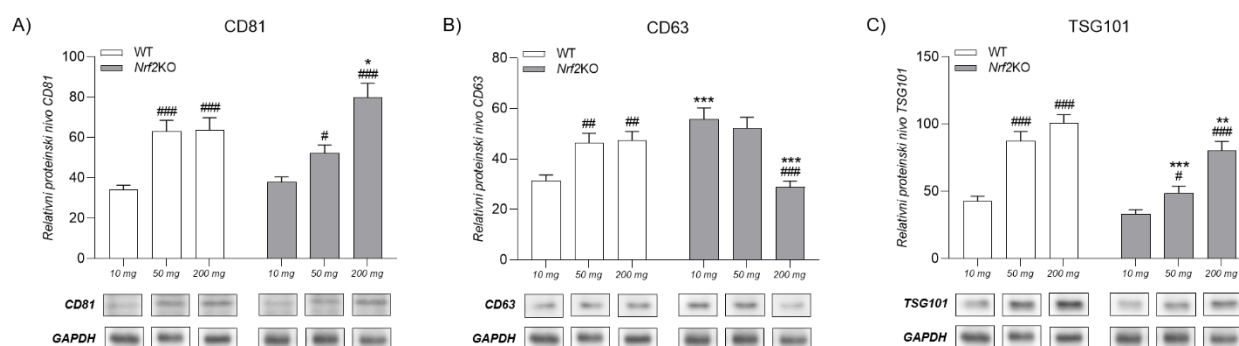 A)
CD81
WT
Nrf2KO
Relativni proteinski nivo CD81
100
80
60
40
20
0
###
###
#
*
###
10 mg
50 mg
200 mg
10 mg
50 mg
200 mg
CD81
GAPDH
B)
CD63
WT
Nrf2KO
Relativni proteinski nivo CD63
80
60
40
20
0
##
##
***
***
###
10 mg
50 mg
200 mg
10 mg
50 mg
200 mg
CD63
GAPDH
C)
TSG101
WT
Nrf2KO
Relativni proteinski nivo TSG101
150
100
50
0
###
###
***
#
**
###
10 mg
50 mg
200 mg
10 mg
50 mg
200 mg
TSG101
GAPDH